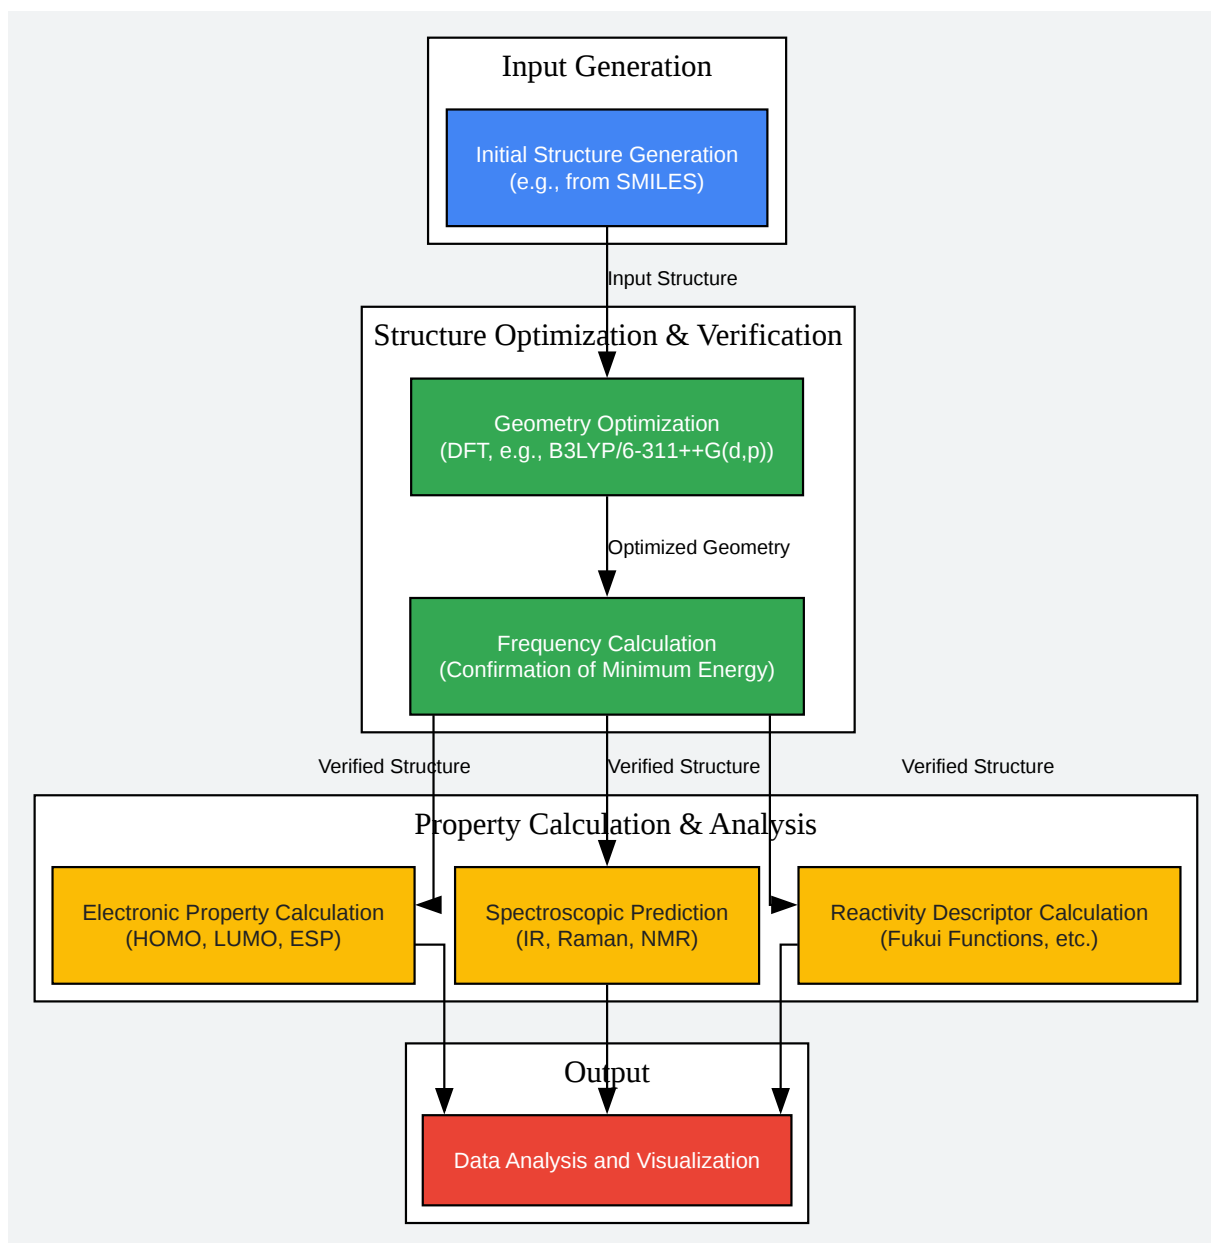 Input Generation
Initial Structure Generation
(e.g., from SMILES)
Input Structure
Structure Optimization & Verification
Geometry Optimization
(DFT, e.g., B3LYP/6-311++G(d,p))
Optimized Geometry
Frequency Calculation
(Confirmation of Minimum Energy)
Verified Structure
Verified Structure
Verified Structure
Property Calculation & Analysis
Electronic Property Calculation
(HOMO, LUMO, ESP)
Spectroscopic Prediction
(IR, Raman, NMR)
Reactivity Descriptor Calculation
(Fukui Functions, etc.)
Output
Data Analysis and Visualization